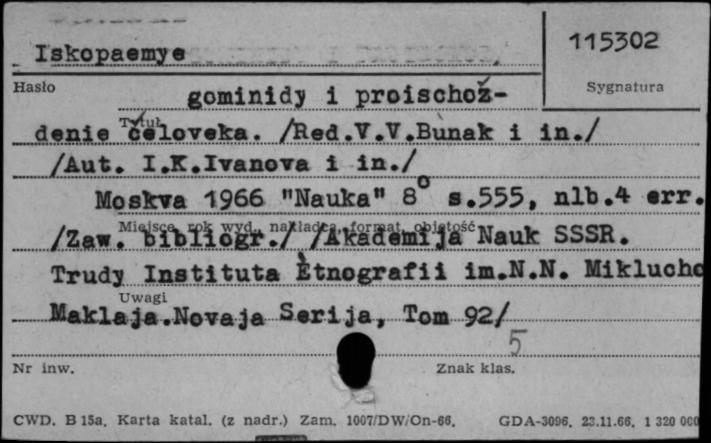 Iskopaemye
115302
Hasło
Sygnatura
gominidy i proischož-
Tytuł
denie čeloveka. /Red.V.V.Bunak i in./
/Aut. I.K.Ivanova i in./
Moskva 1966 "Nauka" 8° s.555, nlb.4 err.
Miejsce, rok wyd., nakładca, format, objętość
/Zaw. bibliogr./ /Akademija Nauk SSSR.
Trudy Instituta Ètnografii im.N.N. Miklucho
Uwagi
Maklaja.Novaja Serija, Tom 92/
5
Nr inw.
Znak klas.
CWD. B 15a. Karta katal. (z nadr.) Zam. 1007/DW/On-66. GDA-3096. 23.11.66. 1 320 000